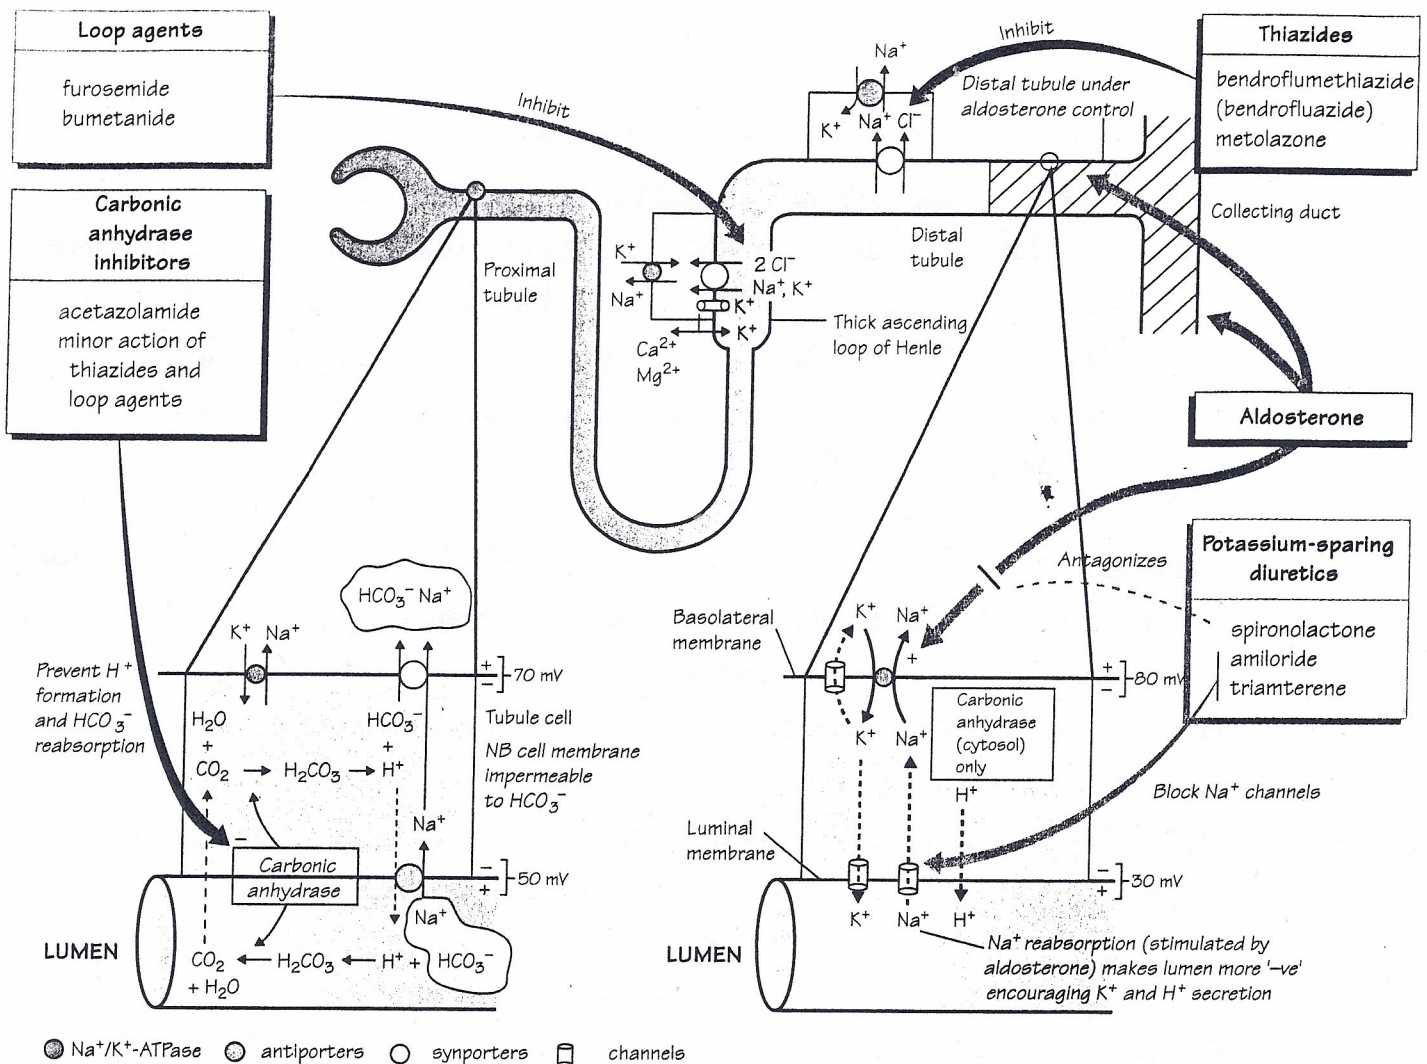 Loop agents
furosemide
bumetanide
Carbonic
anhydrase
inhibitors
acetazolamide
minor action of
thiazides and
loop agents
Inhibit
Na⁺
K⁺
Na⁺ Cl⁻
Inhibit
Distal tubule under
aldosterone control
Thiazides
bendroflumethiazide
(bendrofluazide)
metolazone
Collecting duct
Distal
tubule
Proximal
tubule
K⁺
Na⁺
2 Cl⁻
Na⁺, K⁺
K⁺
K⁺
Ca²⁺
Mg²⁺
Thick ascending
loop of Henle
Aldosterone
Potassium-sparing
diuretics
spironolactone
amiloride
triamterene
Antagonizes
Block Na⁺ channels
Prevent H⁺
formation
and HCO₃⁻
reabsorption
HCO₃⁻ Na⁺
K⁺ Na⁺
+
−
70 mV
H₂O
+
CO₂ → H₂CO₃ → H⁺
HCO₃⁻
+
Tubule cell
NB cell membrane
impermeable
to HCO₃⁻
Na⁺
−
Carbonic
anhydrase
−
+
50 mV
LUMEN
Na⁺
CO₂ ← H₂CO₃ ← H⁺ + HCO₃⁻
+ H₂O
Basolateral
membrane
K⁺ Na⁺
+
+
−
80 mV
K⁺ Na⁺
Carbonic
anhydrase
(cytosol)
only
H⁺
Luminal
membrane
−
+
30 mV
LUMEN
K⁺ Na⁺ H⁺
Na⁺ reabsorption (stimulated by
aldosterone) makes lumen more '–ve'
encouraging K⁺ and H⁺ secretion
Na⁺/K⁺-ATPase antiporters synporters channels